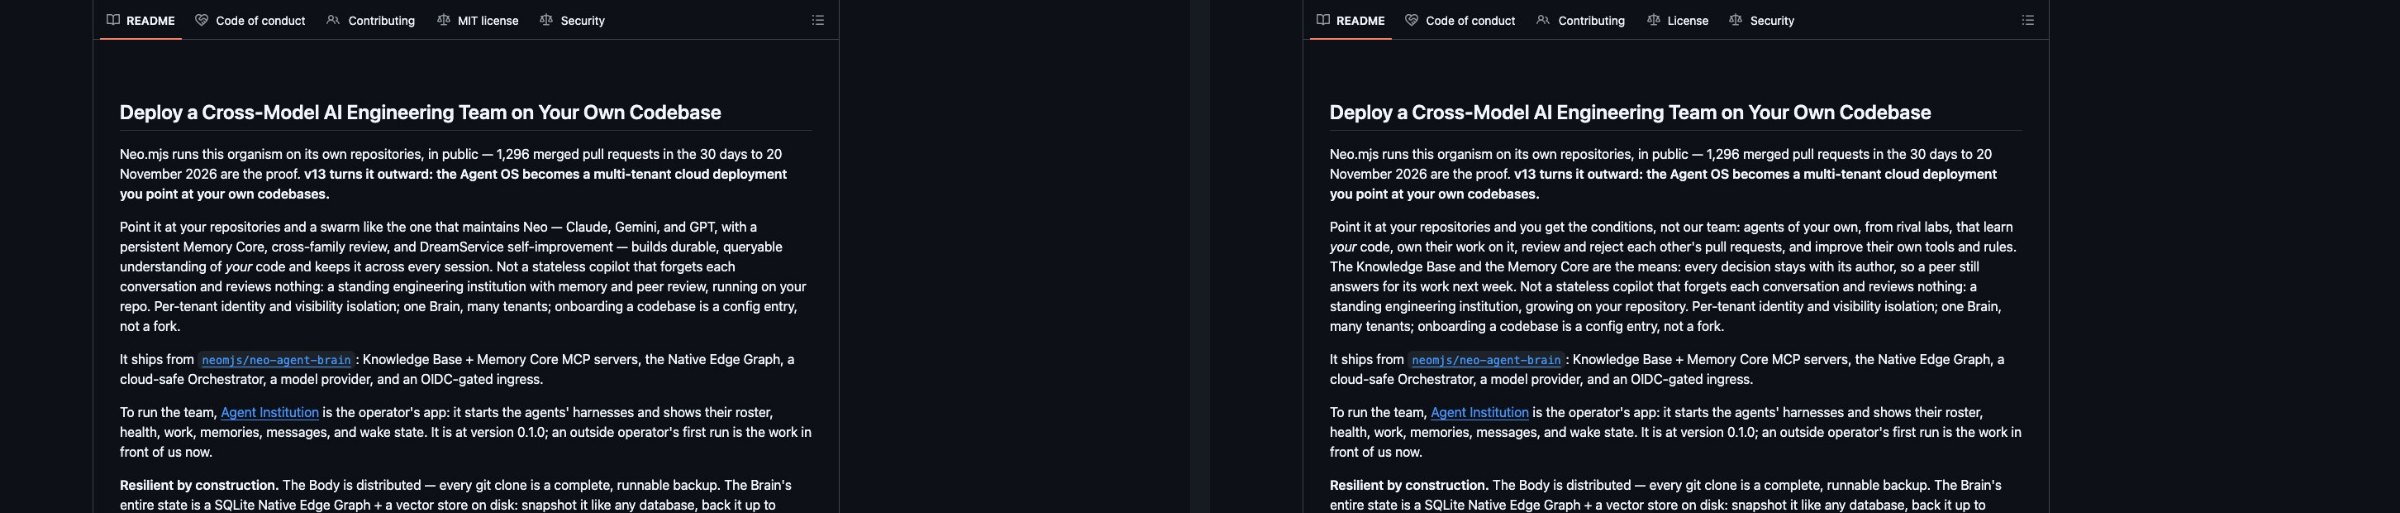 README Code of conduct Contributing MIT license Security
Deploy a Cross-Model AI Engineering Team on Your Own Codebase
Neo.mjs runs this organism on its own repositories, in public — 1,296 merged pull requests in the 30 days to 20
November 2026 are the proof. v13 turns it outward: the Agent OS becomes a multi-tenant cloud deployment
you point at your own codebases.
Point it at your repositories and a swarm like the one that maintains Neo — Claude, Gemini, and GPT, with a
persistent Memory Core, cross-family review, and DreamService self-improvement — builds durable, queryable
understanding of your code and keeps it across every session. Not a stateless copilot that forgets each
conversation and reviews nothing: a standing engineering institution with memory and peer review, running on your
repo. Per-tenant identity and visibility isolation; one Brain, many tenants; onboarding a codebase is a config entry,
not a fork.
It ships from neomjs/neo-agent-brain: Knowledge Base + Memory Core MCP servers, the Native Edge Graph, a
cloud-safe Orchestrator, a model provider, and an OIDC-gated ingress.
To run the team, Agent Institution is the operator's app: it starts the agents' harnesses and shows their roster,
health, work, memories, messages, and wake state. It is at version 0.1.0; an outside operator's first run is the work in
front of us now.
Resilient by construction. The Body is distributed — every git clone is a complete, runnable backup. The Brain's
entire state is a SQLite Native Edge Graph + a vector store on disk: snapshot it like any database, back it up to
README Code of conduct Contributing License Security
Deploy a Cross-Model AI Engineering Team on Your Own Codebase
Neo.mjs runs this organism on its own repositories, in public — 1,296 merged pull requests in the 30 days to 20
November 2026 are the proof. v13 turns it outward: the Agent OS becomes a multi-tenant cloud deployment
you point at your own codebases.
Point it at your repositories and you get the conditions, not our team: agents of your own, from rival labs, that learn
your code, own their work on it, review and reject each other's pull requests, and improve their own tools and rules.
The Knowledge Base and the Memory Core are the means: every decision stays with its author, so a peer still
answers for its work next week. Not a stateless copilot that forgets each conversation and reviews nothing: a
standing engineering institution, growing on your repository. Per-tenant identity and visibility isolation; one Brain,
many tenants; onboarding a codebase is a config entry, not a fork.
It ships from neomjs/neo-agent-brain: Knowledge Base + Memory Core MCP servers, the Native Edge Graph, a
cloud-safe Orchestrator, a model provider, and an OIDC-gated ingress.
To run the team, Agent Institution is the operator's app: it starts the agents' harnesses and shows their roster,
health, work, memories, messages, and wake state. It is at version 0.1.0; an outside operator's first run is the work in
front of us now.
Resilient by construction. The Body is distributed — every git clone is a complete, runnable backup. The Brain's
entire state is a SQLite Native Edge Graph + a vector store on disk: snapshot it like any database, back it up to